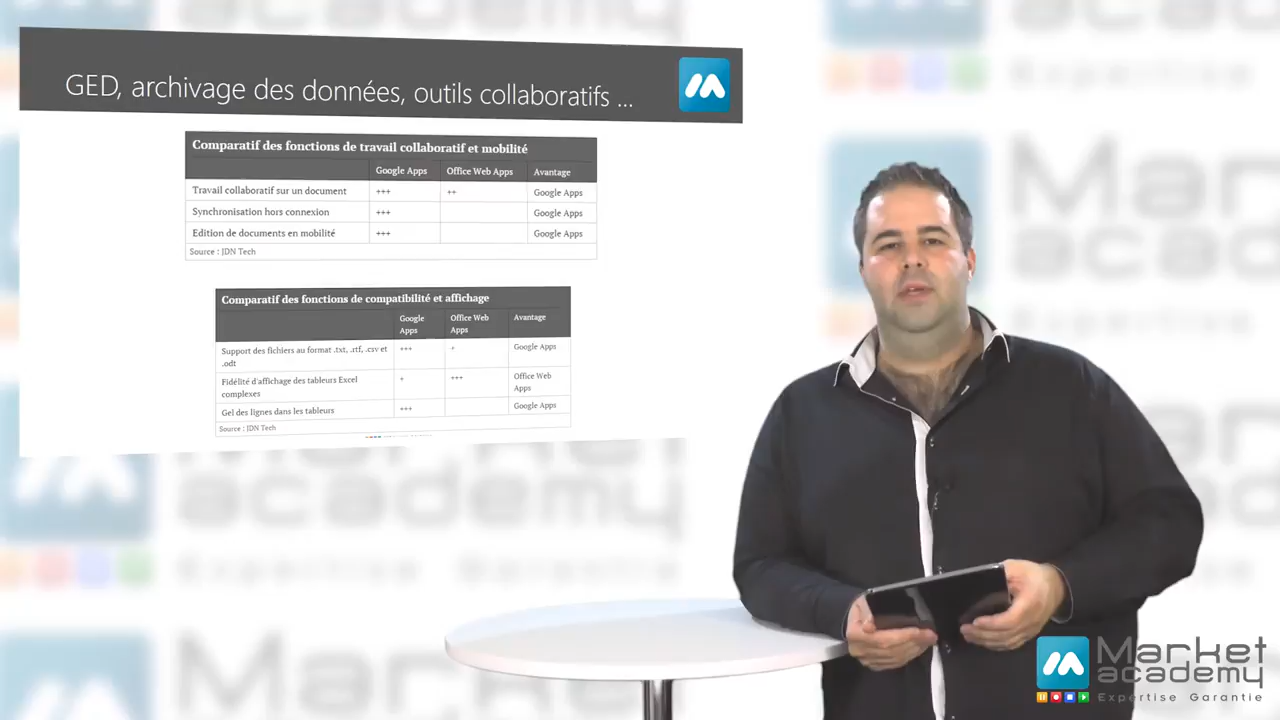 GED, archivage des données, outils collaboratifs ...
Comparatif des fonctions de travail collaboratif et mobilité
Google Apps Office Web Apps Avantage
Travail collaboratif sur un document +++ ++ Google Apps
Synchronisation hors connexion +++ Google Apps
Edition de documents en mobilité +++ Google Apps
Source : JDN Tech
Comparatif des fonctions de compatibilité et affichage
Google Apps Office Web Apps Avantage
Support des fichiers au format .txt, .rtf, .csv et .odt +++ + Google Apps
Fidélité d'affichage des tableurs Excel complexes + +++ Office Web Apps
Gel des lignes dans les tableurs +++ Google Apps
Source : JDN Tech
Market
academy
Expertise Garantie